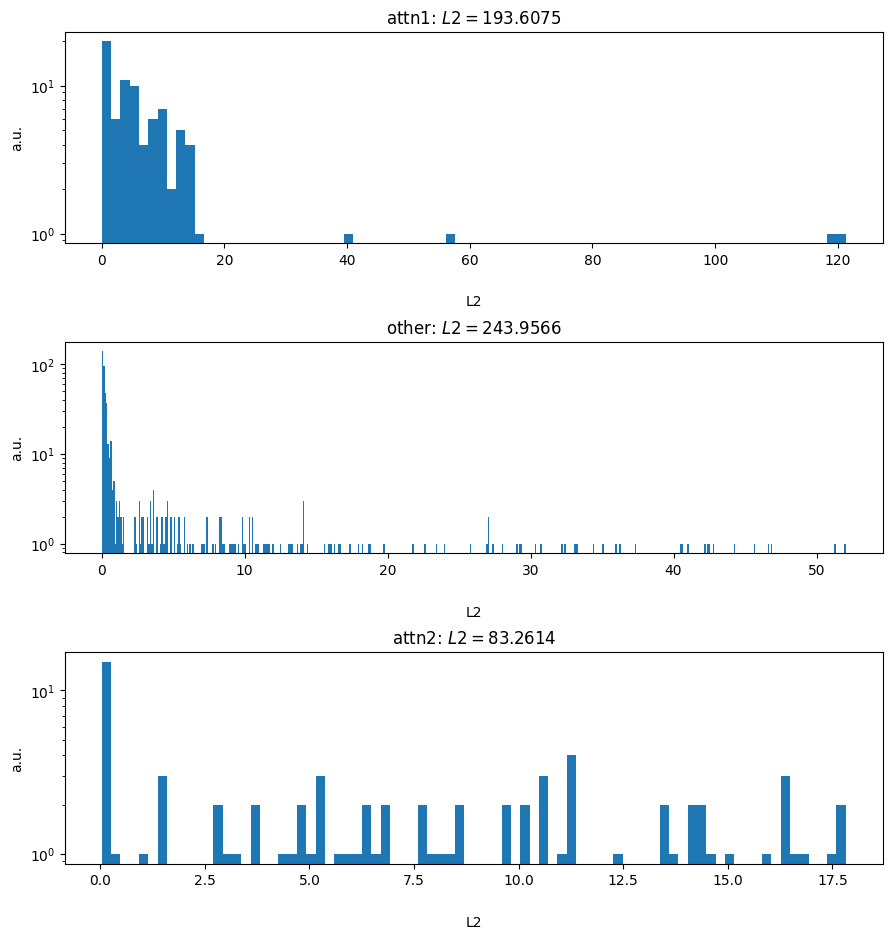 attn1: L2 = 193.6075
a.u.
10¹
10⁰
0 20 40 60 80 100 120
L2
other: L2 = 243.9566
a.u.
10²
10¹
10⁰
0 10 20 30 40 50
L2
attn2: L2 = 83.2614
a.u.
10¹
10⁰
0.0 2.5 5.0 7.5 10.0 12.5 15.0 17.5
L2